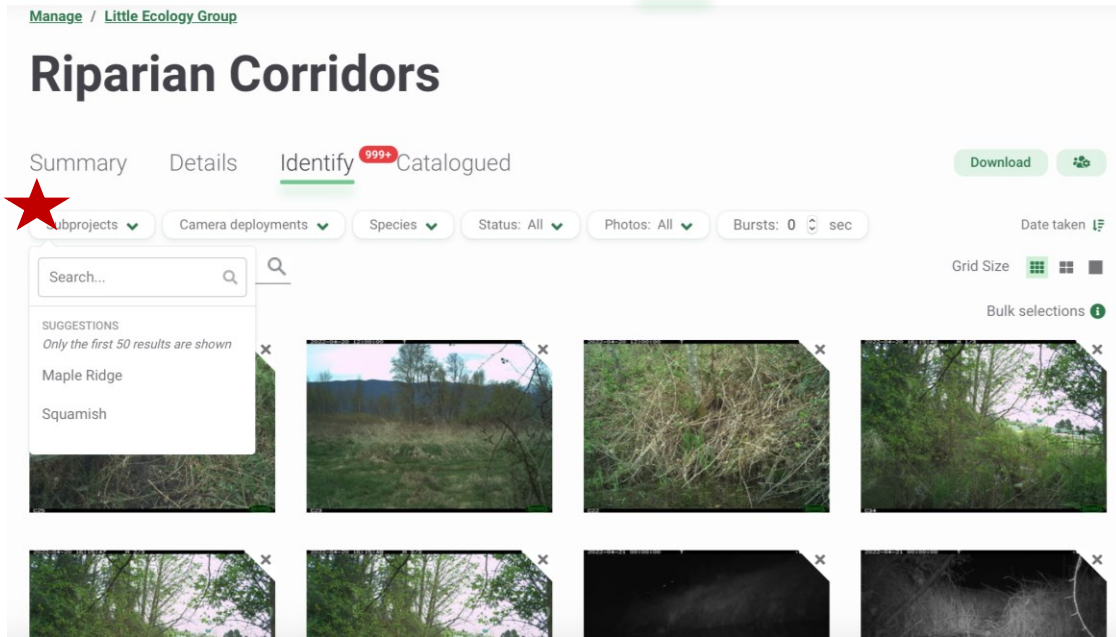 Manage / Little Ecology Group
Riparian Corridors
Summary Details Identify 999+ Catalogued Download
Subprojects Camera deployments Species Status: All Photos: All Bursts: 0 sec Date taken
Search...
Grid Size
Bulk selections
SUGGESTIONS
Only the first 50 results are shown
Maple Ridge
Squamish